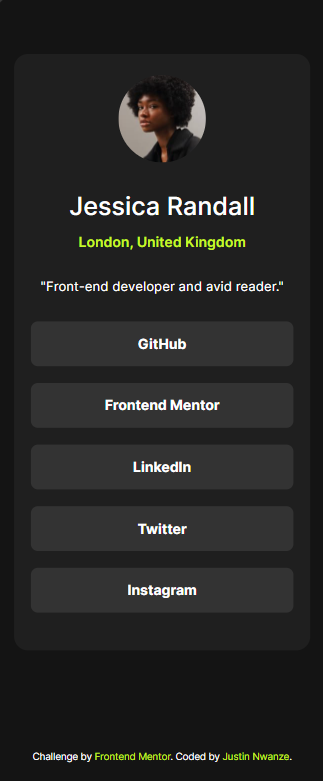 Jessica Randall
London, United Kingdom
"Front-end developer and avid reader."
GitHub
Frontend Mentor
LinkedIn
Twitter
Instagram
Challenge by Frontend Mentor. Coded by Justin Nwanze.